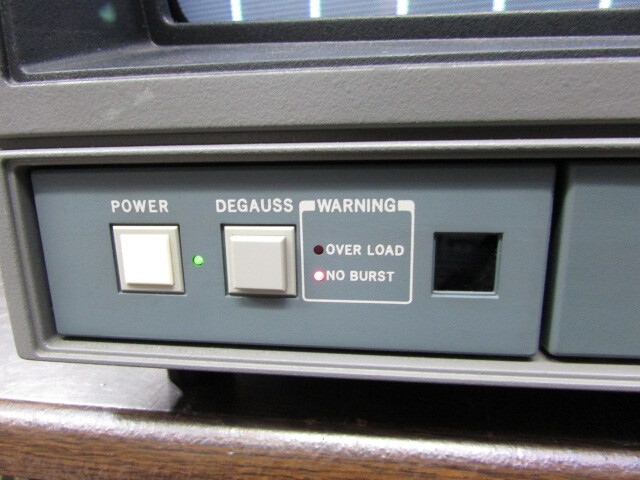 POWER
DEGAUSS
WARNING
OVER LOAD
NO BURST